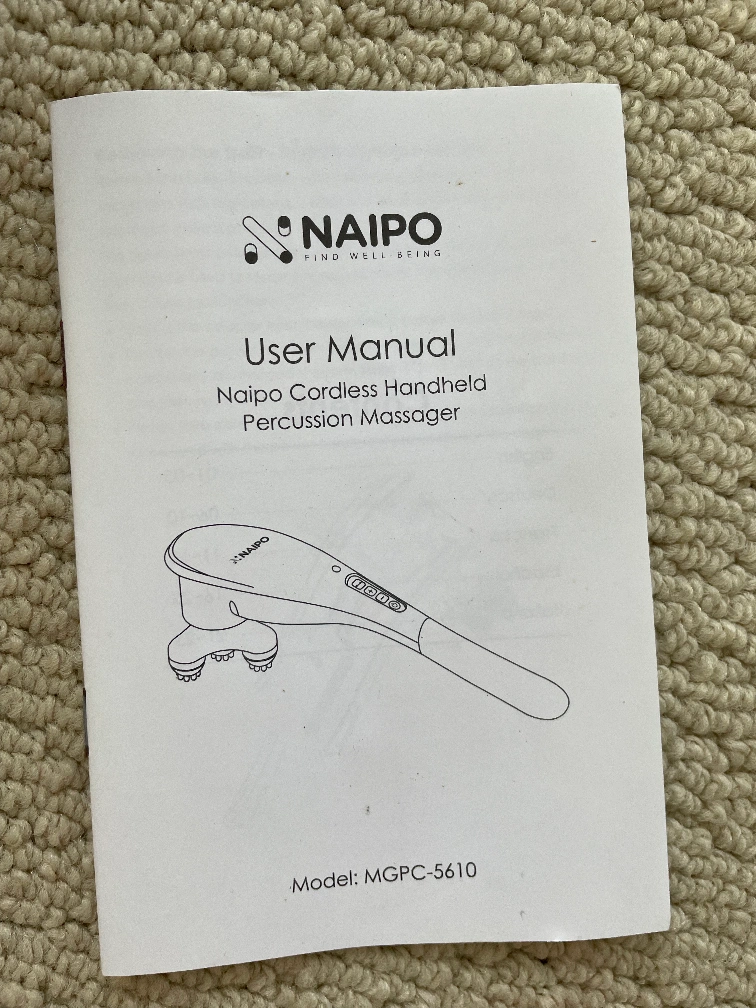 NAIPO
FIND WELL-BEING
User Manual
Naipo Cordless Handheld
Percussion Massager
NAIPO
Model: MGPC-5610